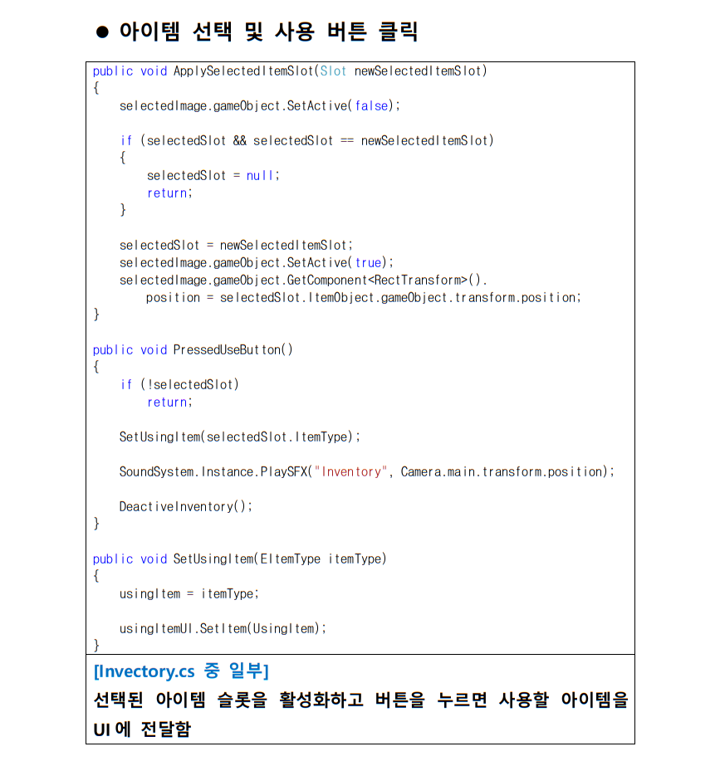 ● 아이템 선택 및 사용 버튼 클릭
public void ApplySelectedItemSlot(Slot newSelectedItemSlot)
{
    selectedImage.gameObject.SetActive(false);

    if (selectedSlot && selectedSlot == newSelectedItemSlot)
    {
        selectedSlot = null;
        return;
    }

    selectedSlot = newSelectedItemSlot;
    selectedImage.gameObject.SetActive(true);
    selectedImage.gameObject.GetComponent<RectTransform>().
        position = selectedSlot.ItemObject.gameObject.transform.position;
}

public void PressedUseButton()
{
    if (!selectedSlot)
        return;

    SetUsingItem(selectedSlot.ItemType);

    SoundSystem.Instance.PlaySFX("Inventory", Camera.main.transform.position);

    DeactiveInventory();
}

public void SetUsingItem(EItemType itemType)
{
    usingItem = itemType;

    usingItemUI.SetItem(UsingItem);
}
[Invectory.cs 중 일부]
선택된 아이템 슬롯을 활성화하고 버튼을 누르면 사용할 아이템을
UI에 전달함